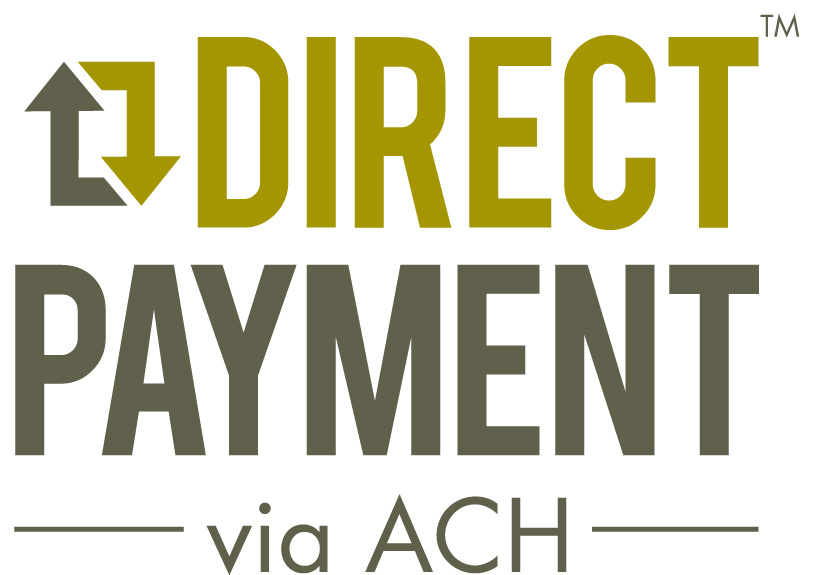 DIRECT™
PAYMENT
via ACH